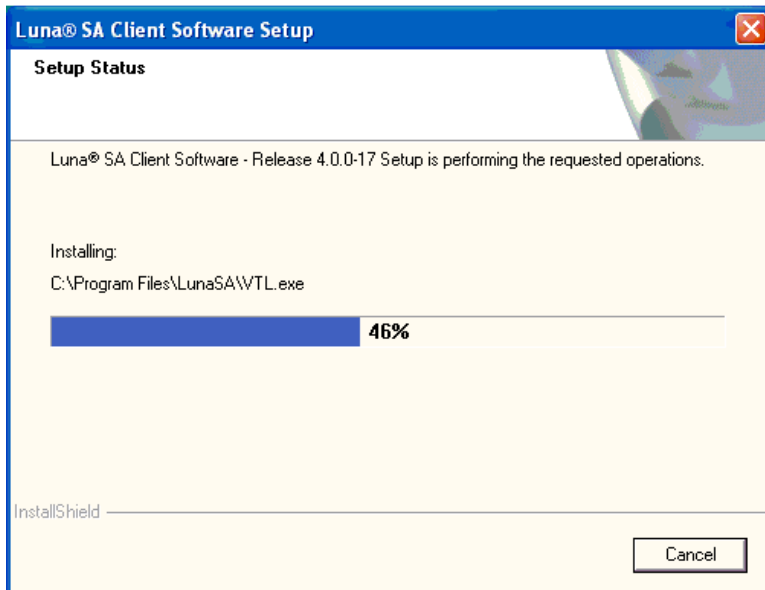 Luna® SA Client Software Setup
Setup Status
Luna® SA Client Software - Release 4.0.0-17 Setup is performing the requested operations.
Installing:
C:\Program Files\LunaSA\VTL.exe
46%
InstallShield
Cancel